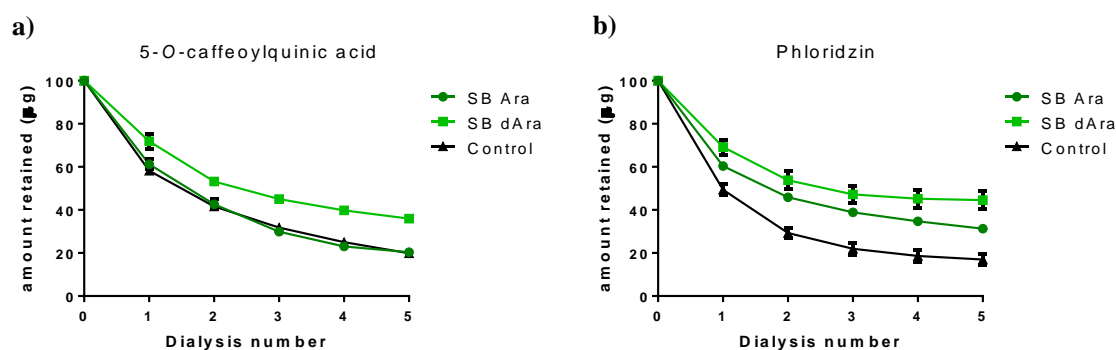 a)
5-O-caffeoylquinic acid
amount retained (µg)
100
80
60
40
20
0
0 1 2 3 4 5
Dialysis number
SB Ara
SB dAra
Control
b)
Phloridzin
amount retained (µg)
100
80
60
40
20
0
0 1 2 3 4 5
Dialysis number
SB Ara
SB dAra
Control